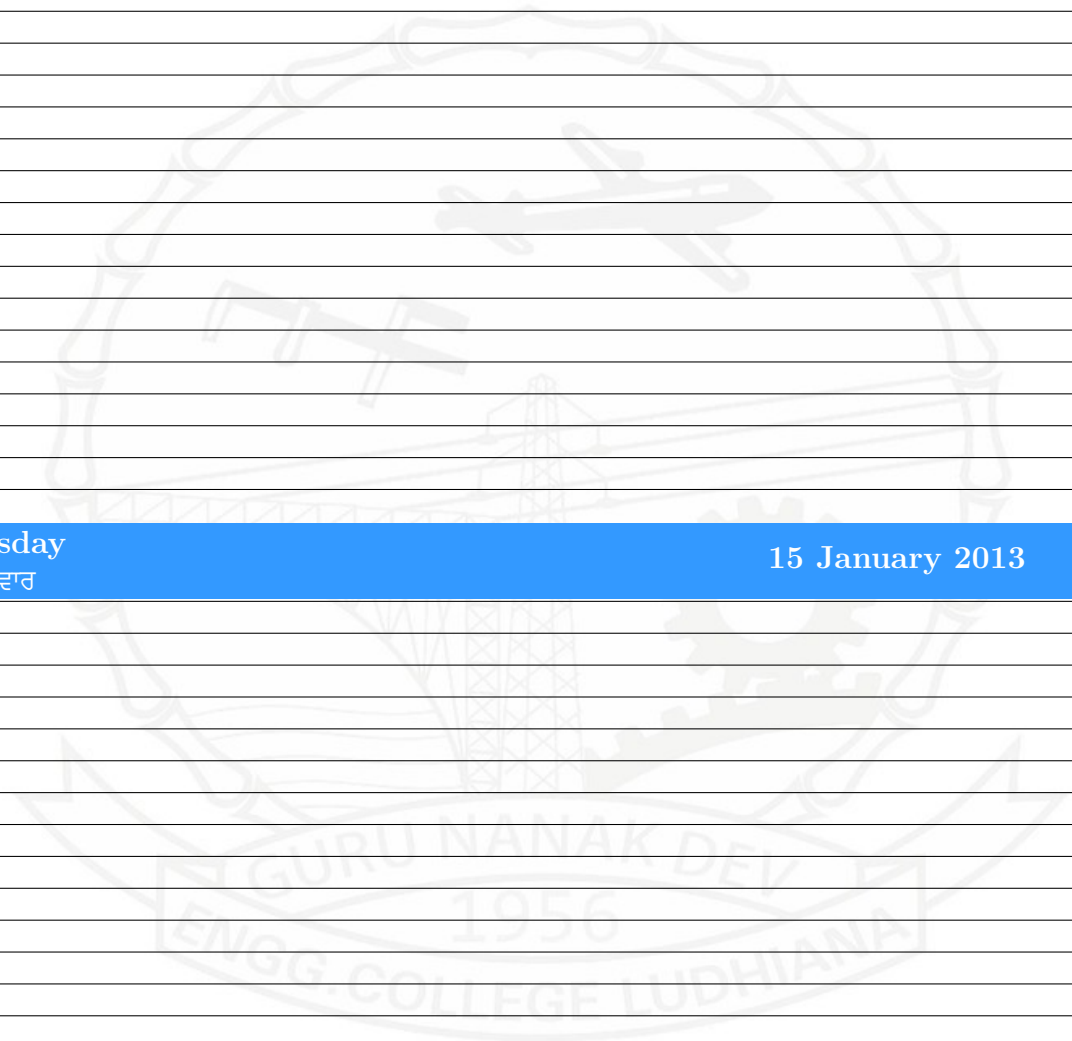 sday
15 January 2013
ਵਾਰ
GURU NANAK DEV
1956
ENGG. COLLEGE LUDHIANA